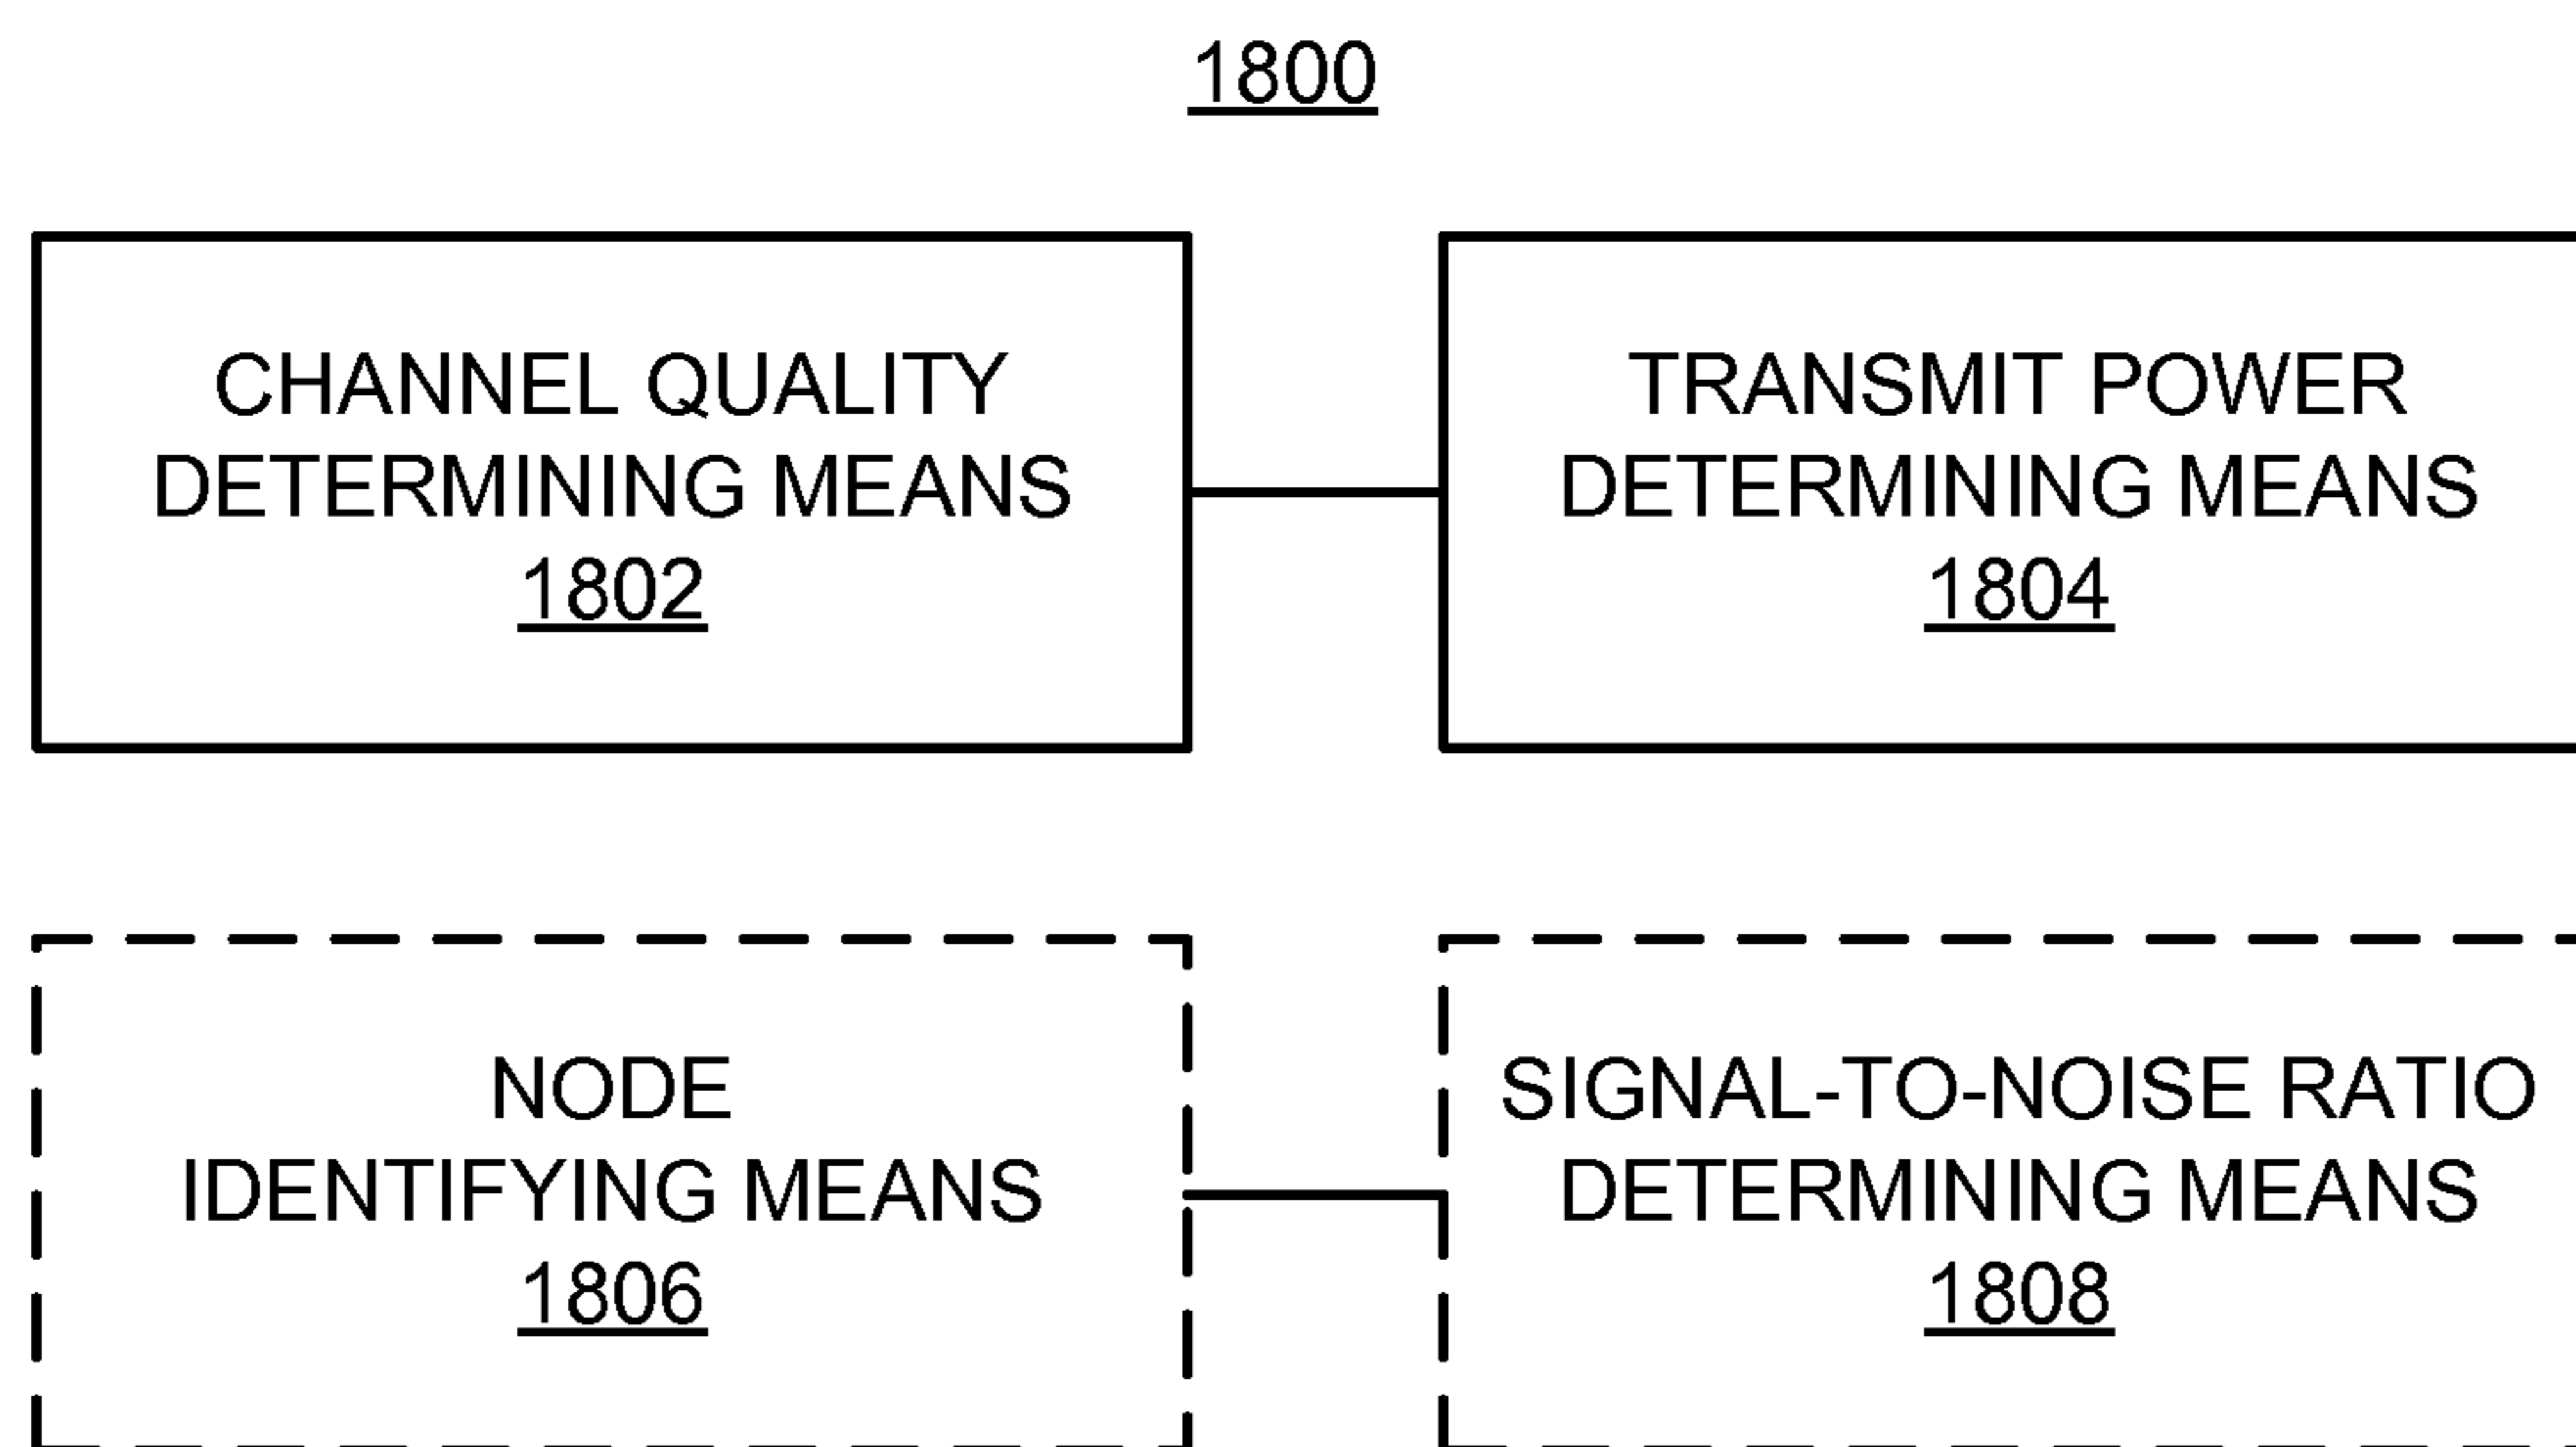 1800
CHANNEL QUALITY
DETERMINING MEANS
1802
TRANSMIT POWER
DETERMINING MEANS
1804
NODE
IDENTIFYING MEANS
1806
SIGNAL-TO-NOISE RATIO
DETERMINING MEANS
1808